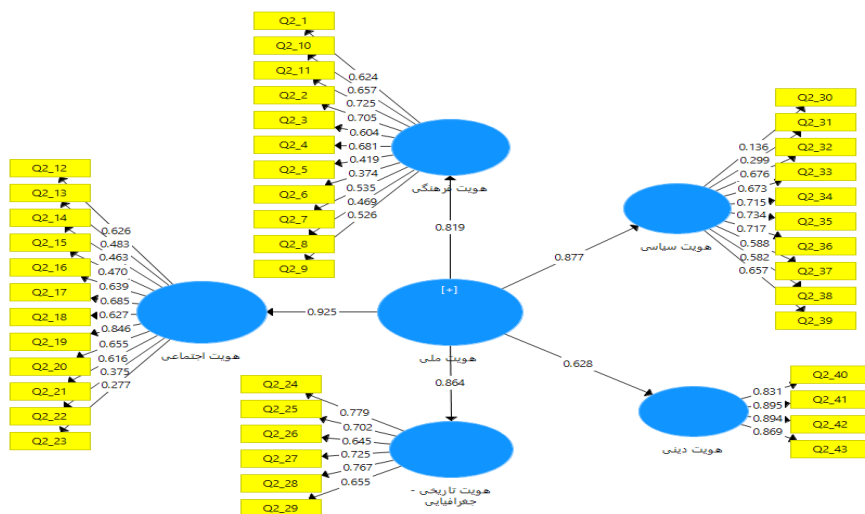 Q2_1
Q2_10
Q2_11
Q2_2
Q2_3
Q2_4
Q2_5
Q2_6
Q2_7
Q2_8
Q2_9
0.624
0.657
0.725
0.705
0.604
0.681
0.419
0.374
0.535
0.469
0.526
هویت فرهنگی
0.819
Q2_30
Q2_31
Q2_32
Q2_33
Q2_34
Q2_35
Q2_36
Q2_37
Q2_38
Q2_39
0.136
0.299
0.676
0.673
0.715
0.734
0.717
0.588
0.582
0.657
هویت سیاسی
0.877
Q2_12
Q2_13
Q2_14
Q2_15
Q2_16
Q2_17
Q2_18
Q2_19
Q2_20
Q2_21
Q2_22
Q2_23
0.626
0.483
0.463
0.470
0.639
0.685
0.627
0.846
0.655
0.616
0.375
0.277
هویت اجتماعی
0.925
[+]
هویت ملی
0.864
0.628
Q2_24
Q2_25
Q2_26
Q2_27
Q2_28
Q2_29
0.779
0.702
0.645
0.725
0.767
0.655
هویت تاریخی -
جغرافیایی
Q2_40
Q2_41
Q2_42
Q2_43
0.831
0.895
0.894
0.869
هویت دینی